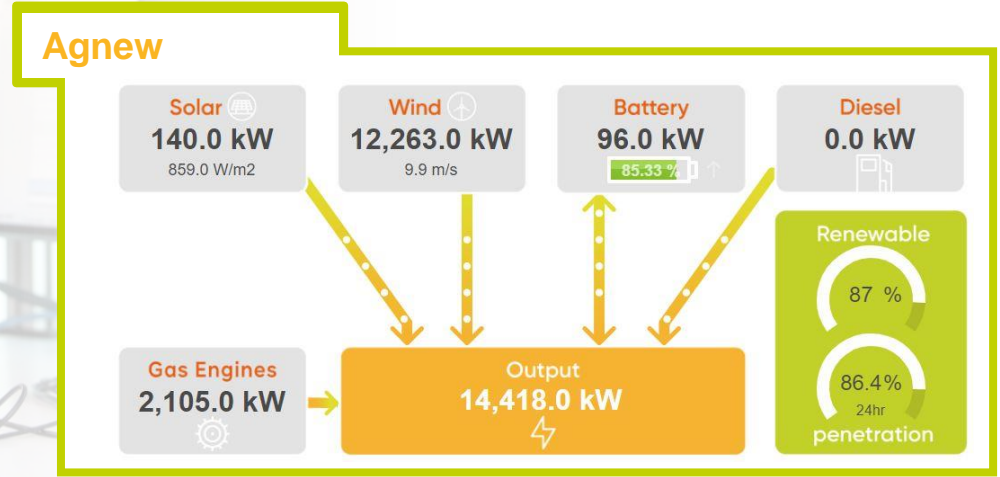 Agnew
Solar
140.0 kW
859.0 W/m2
Wind
12,263.0 kW
9.9 m/s
Battery
96.0 kW
85.33 %
Diesel
0.0 kW
Renewable
87 %
86.4%
24hr
penetration
Gas Engines
2,105.0 kW
Output
14,418.0 kW